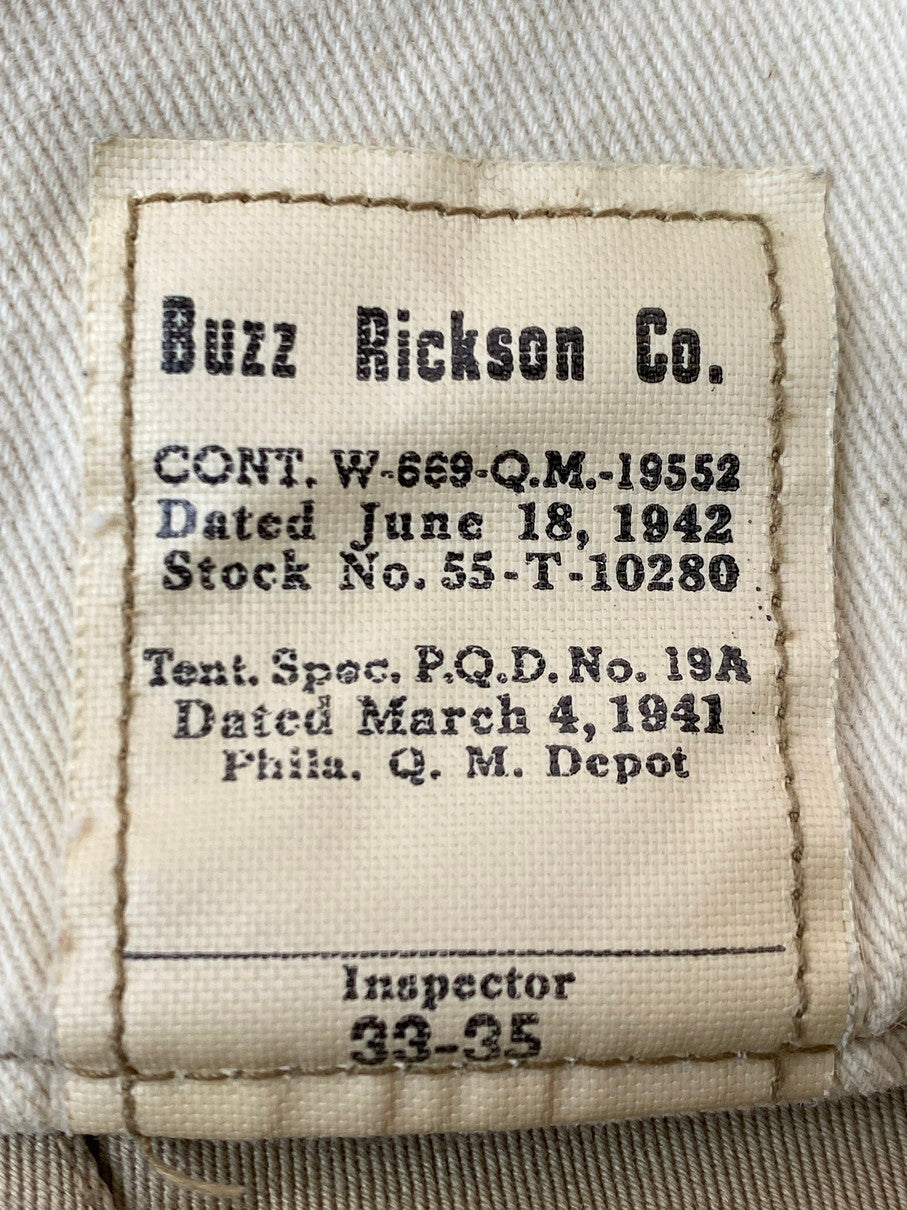 Buzz Rickson Co.
CONT. W-669-Q.M.-19552
Dated June 18, 1942
Stock No. 55-T-10280
Tent. Spec. P.Q.D. No. 19A
Dated March 4, 1941
Phila. Q. M. Depot
Inspector
33-35